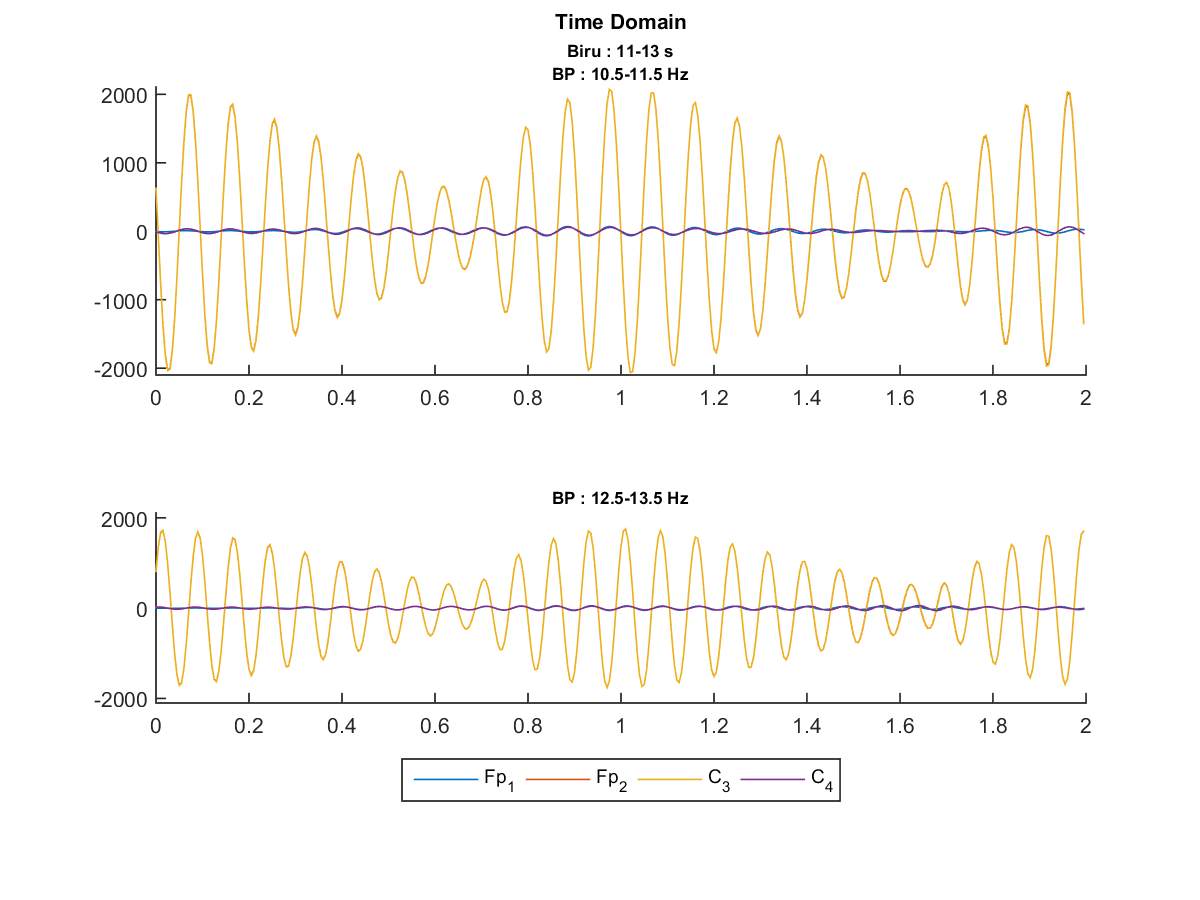 Time Domain
Biru : 11-13 s
BP : 10.5-11.5 Hz
2000
1000
0
-1000
-2000
0 0.2 0.4 0.6 0.8 1 1.2 1.4 1.6 1.8 2
BP : 12.5-13.5 Hz
2000
0
-2000
0 0.2 0.4 0.6 0.8 1 1.2 1.4 1.6 1.8 2
Fp1 Fp2 C3 C4